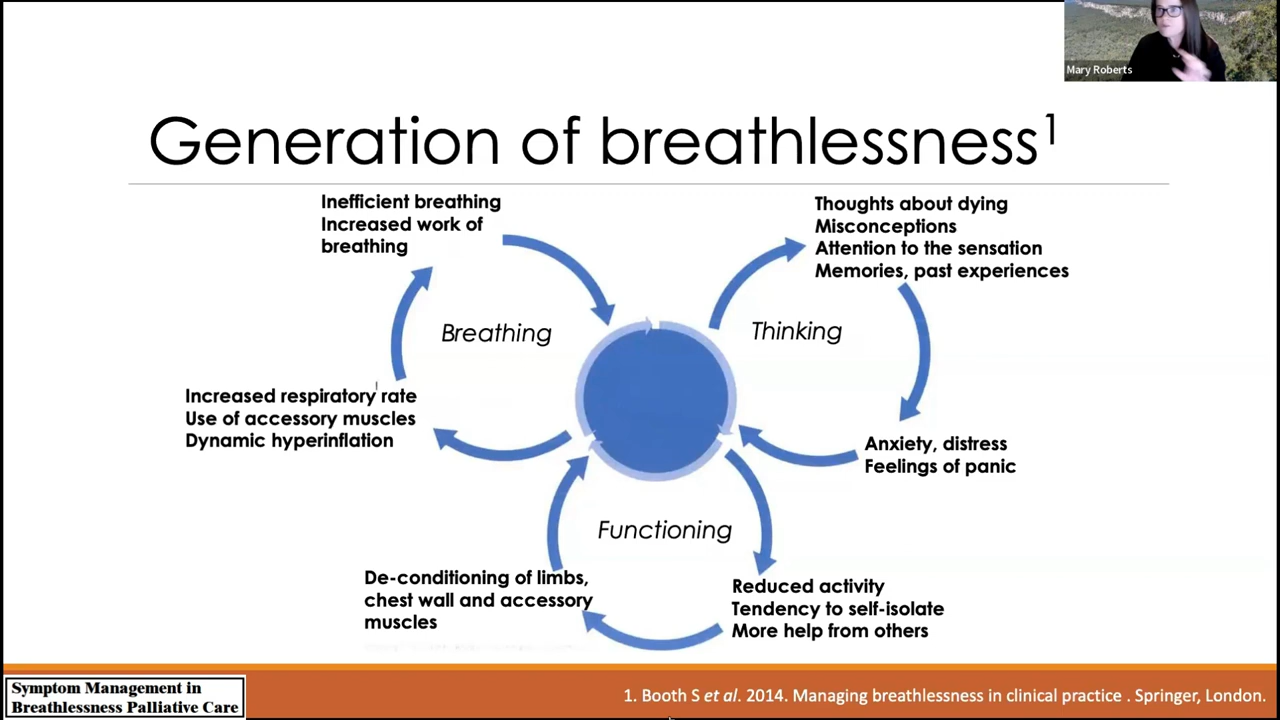 Mary Roberts
Generation of breathlessness¹
Inefficient breathing
Increased work of
breathing
Thoughts about dying
Misconceptions
Attention to the sensation
Memories, past experiences
Breathing
Thinking
Increased respiratory rate
Use of accessory muscles
Dynamic hyperinflation
Anxiety, distress
Feelings of panic
Functioning
De-conditioning of limbs,
chest wall and accessory
muscles
Reduced activity
Tendency to self-isolate
More help from others
Symptom Management in
Breathlessness Palliative Care
1. Booth S et al. 2014. Managing breathlessness in clinical practice . Springer, London.